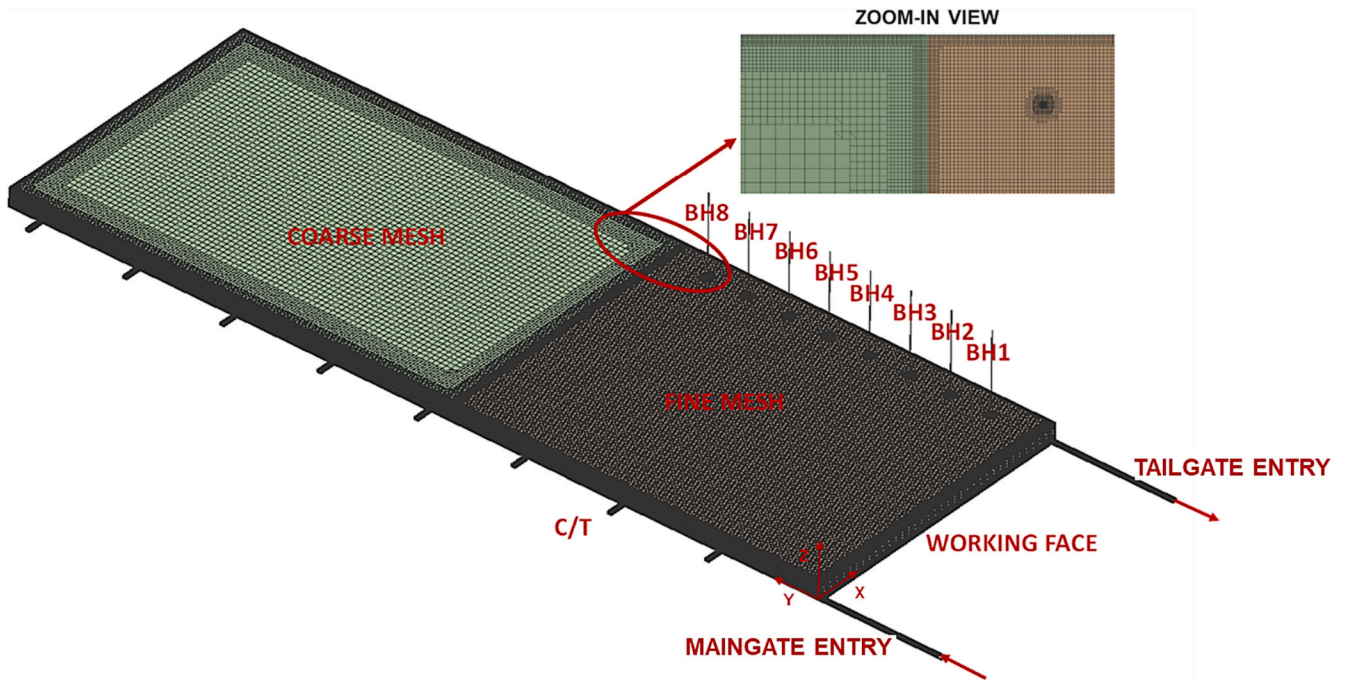 ZOOM-IN VIEW
BH8
BH7
BH6
BH5
BH4
BH3
BH2
BH1
COARSE MESH
FINE MESH
TAILGATE ENTRY
C/T
WORKING FACE
Z
X
Y
MAINGATE ENTRY